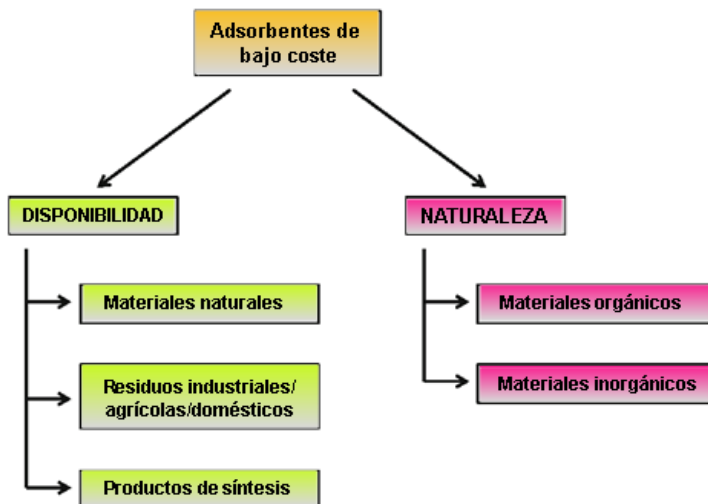 Adsorbentes de
bajo coste
DISPONIBILIDAD
Materiales naturales
Residuos industriales/
agrícolas/domésticos
Productos de síntesis
NATURALEZA
Materiales orgánicos
Materiales inorgánicos